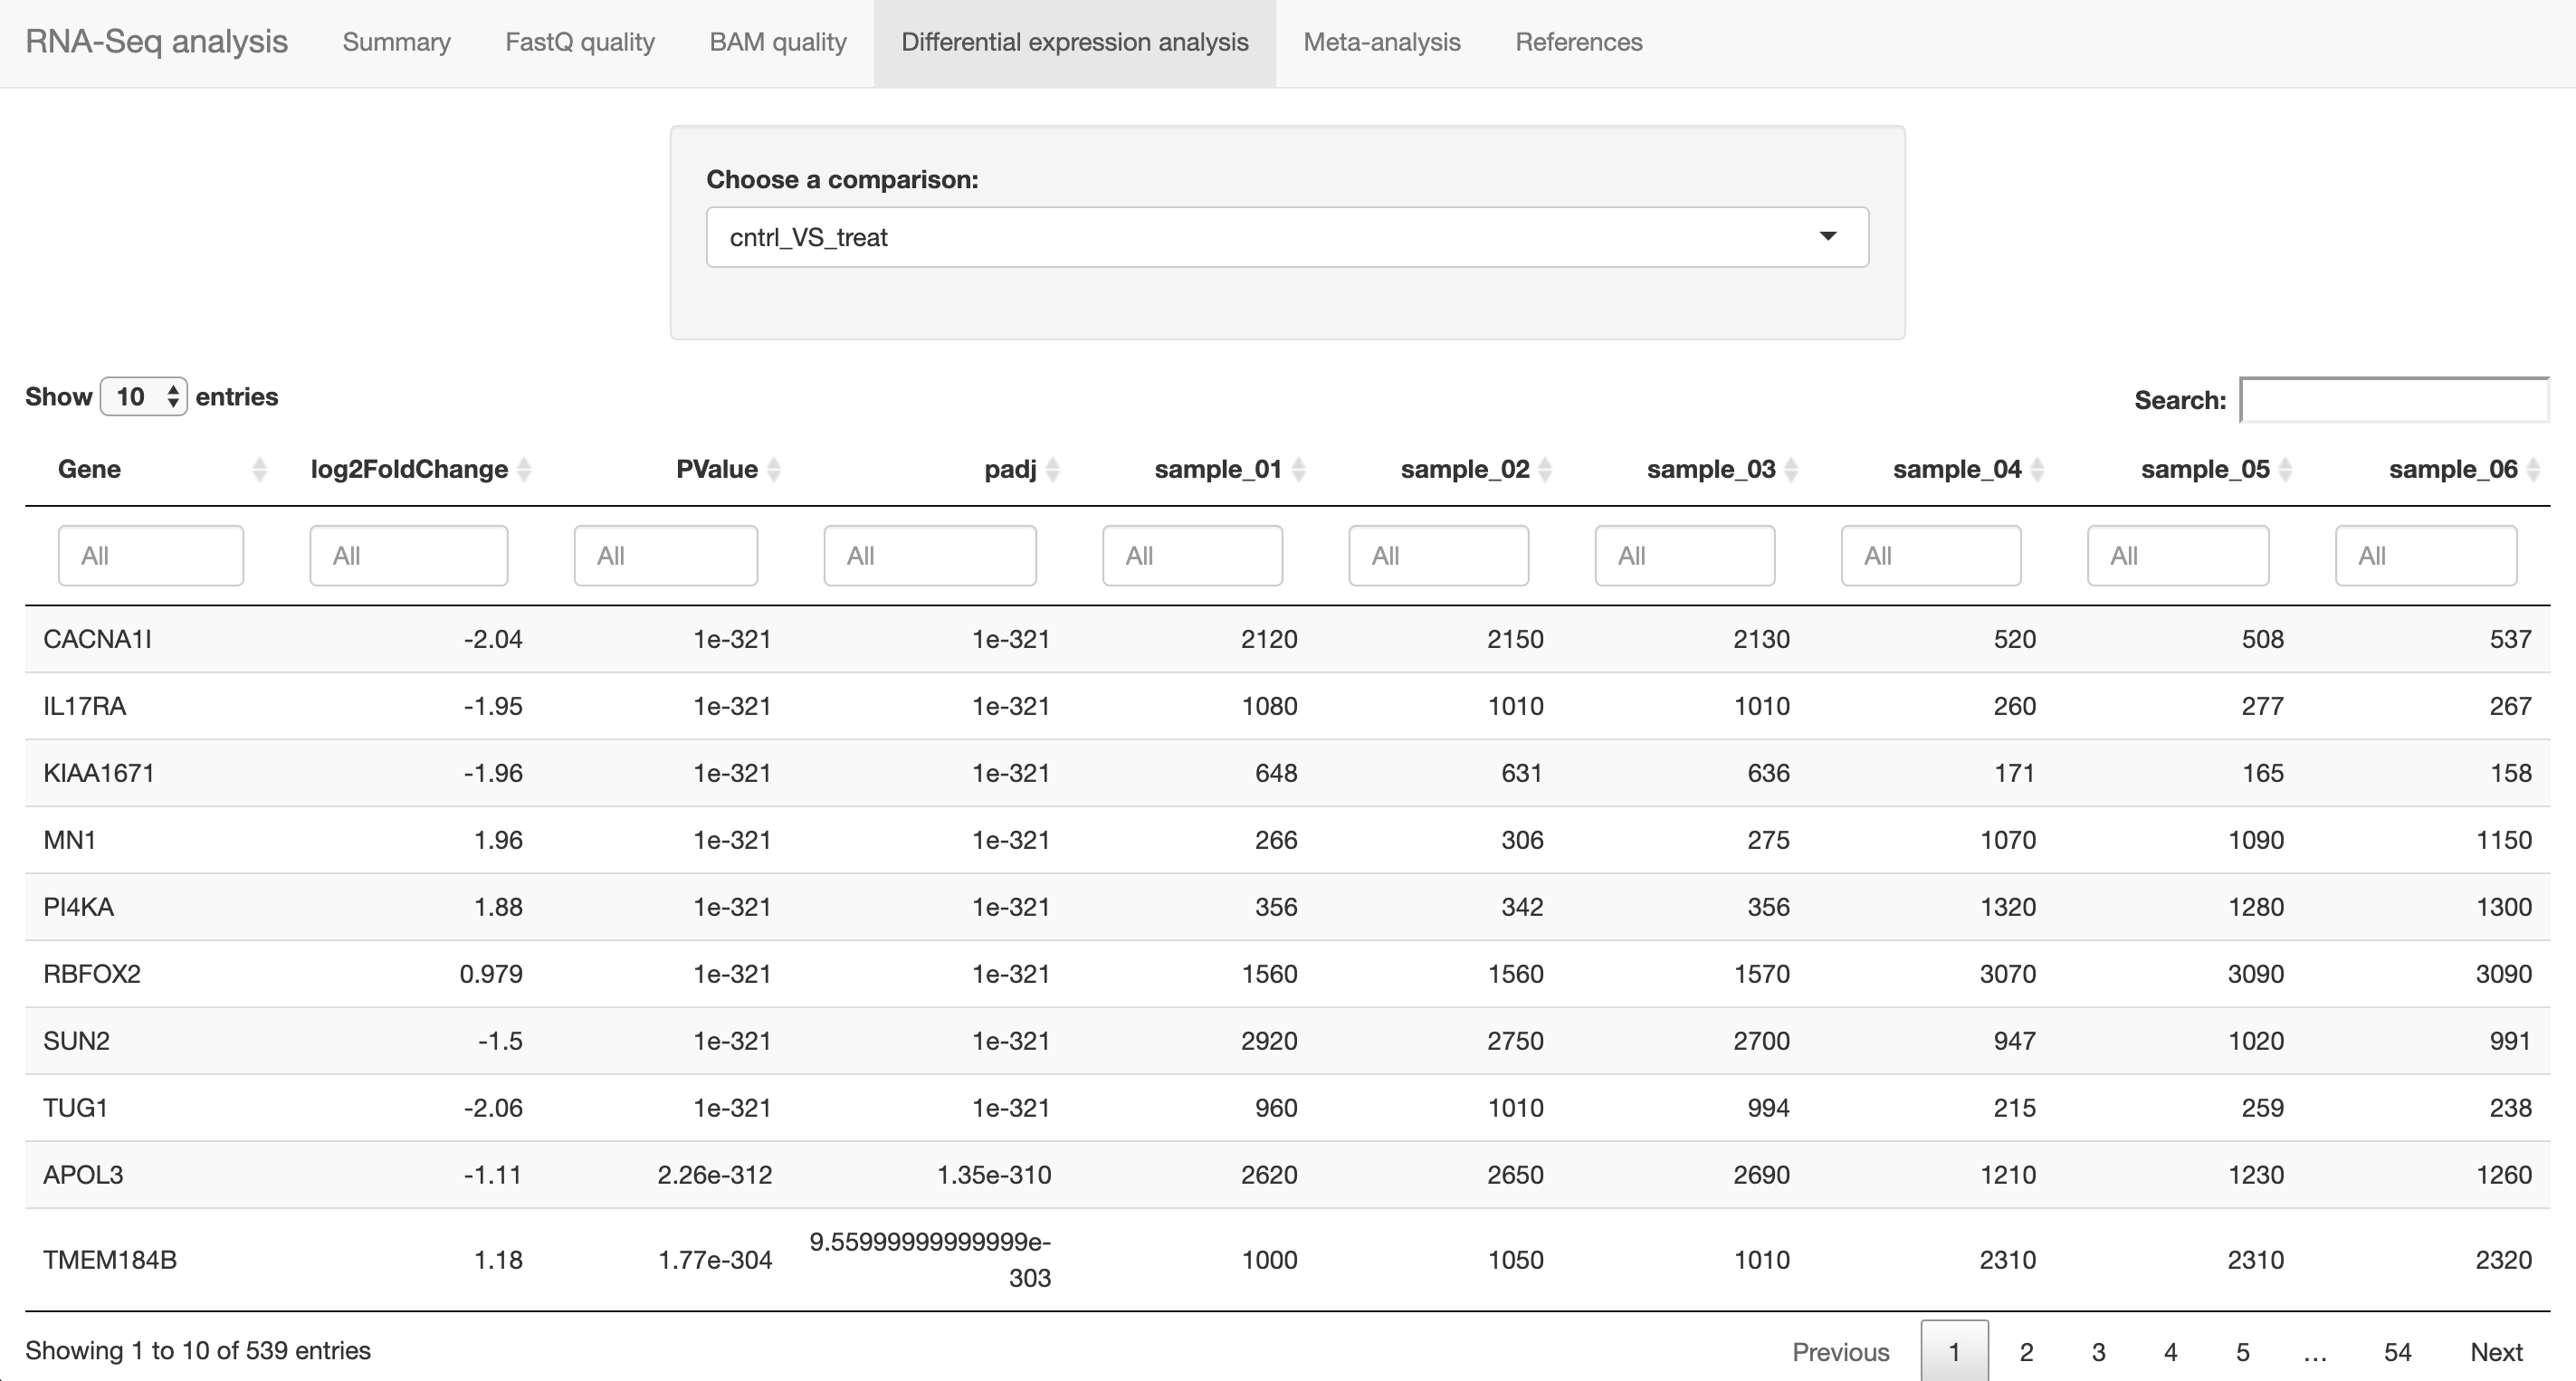 RNA-Seq analysis Summary FastQ quality BAM quality Differential expression analysis Meta-analysis References
Choose a comparison:
cntrl_VS_treat
Show 10 entries Search:
Gene log2FoldChange PValue padj sample_01 sample_02 sample_03 sample_04 sample_05 sample_06
All All All All All All All All All All
CACNA1I -2.04 1e-321 1e-321 2120 2150 2130 520 508 537
IL17RA -1.95 1e-321 1e-321 1080 1010 1010 260 277 267
KIAA1671 -1.96 1e-321 1e-321 648 631 636 171 165 158
MN1 1.96 1e-321 1e-321 266 306 275 1070 1090 1150
PI4KA 1.88 1e-321 1e-321 356 342 356 1320 1280 1300
RBFOX2 0.979 1e-321 1e-321 1560 1560 1570 3070 3090 3090
SUN2 -1.5 1e-321 1e-321 2920 2750 2700 947 1020 991
TUG1 -2.06 1e-321 1e-321 960 1010 994 215 259 238
APOL3 -1.11 2.26e-312 1.35e-310 2620 2650 2690 1210 1230 1260
TMEM184B 1.18 1.77e-304 9.55999999999999e-
303 1000 1050 1010 2310 2310 2320
Showing 1 to 10 of 539 entries Previous 1 2 3 4 5 … 54 Next